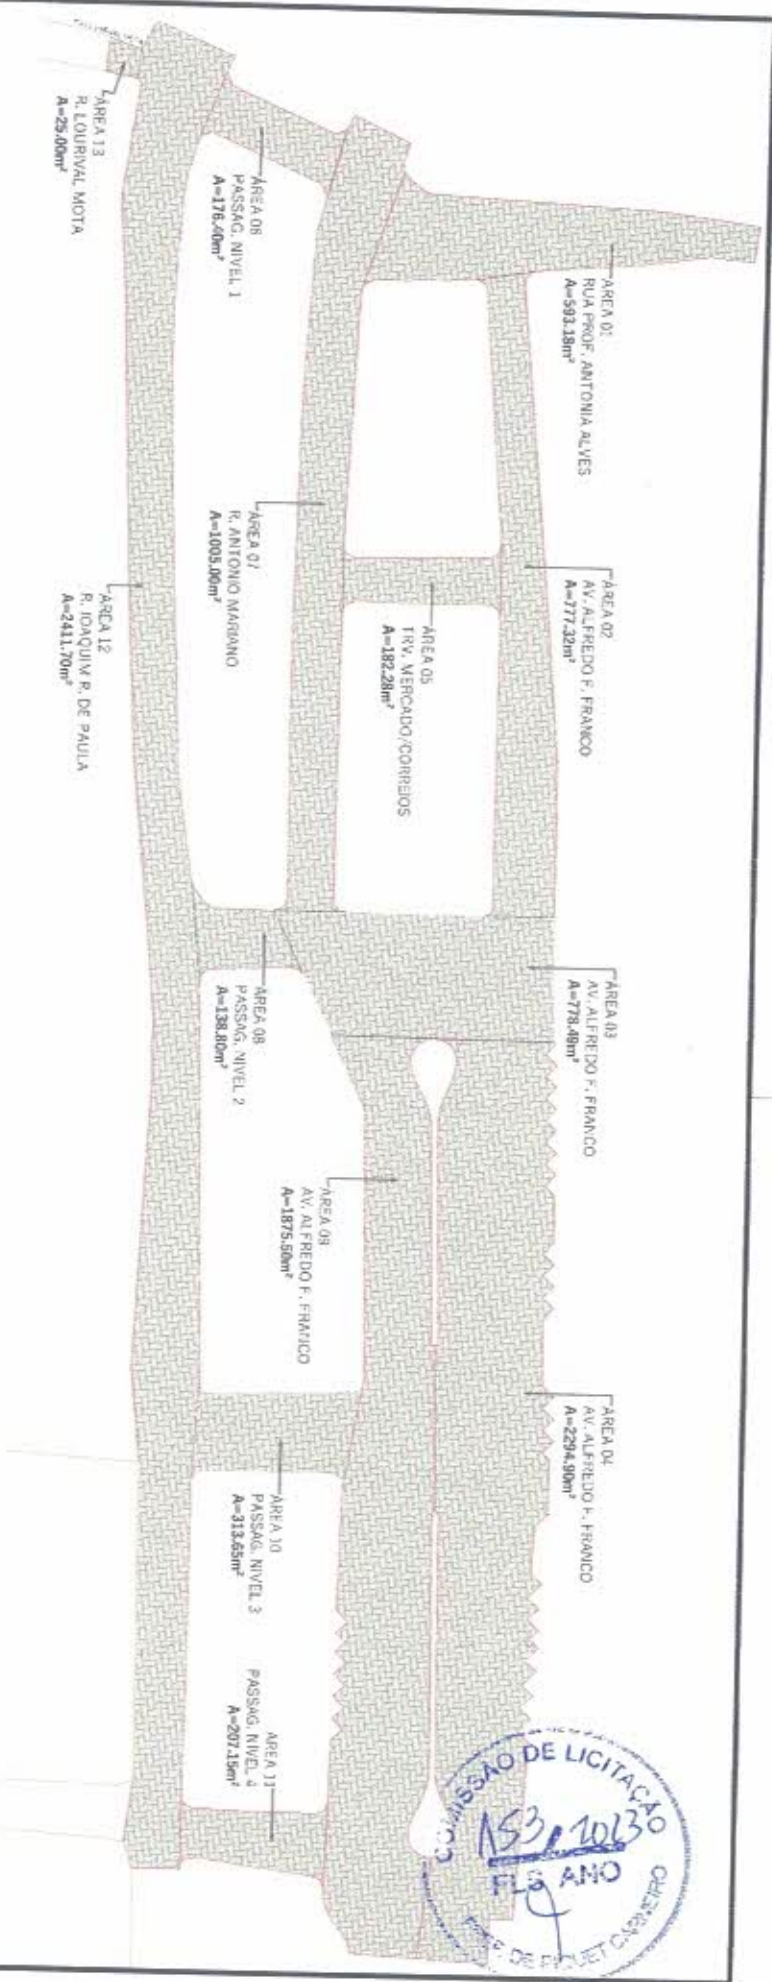 ÁREA 01
RUA PROF. ANTONIA ALVES
A=593.18m²
ÁREA 02
AV. ALFREDO F. FRANCO
A=777.32m²
ÁREA 03
AV. ALFREDO F. FRANCO
A=778.49m²
ÁREA 04
AV. ALFREDO F. FRANCO
A=2294.90m²
ÁREA 05
TRV. MERCADO/CORREIOS
A=182.28m²
ÁREA 06
PASSAG. NIVEL 1
A=176.40m²
ÁREA 07
R. ANTONIO MARIANO
A=1005.00m²
ÁREA 08
PASSAG. NIVEL 2
A=138.80m²
ÁREA 09
AV. ALFREDO F. FRANCO
A=1875.50m²
ÁREA 10
PASSAG. NIVEL 3
A=313.65m²
ÁREA 11
PASSAG. NIVEL 4
A=207.15m²
ÁREA 12
R. JOAQUIM R. DE PAULA
A=2411.70m²
ÁREA 13
R. LOURIVAL MOTA
A=25.00m²
COMISSÃO DE LICITAÇÃO
153
FLS ANO
DE PIQUET CARNEIRO